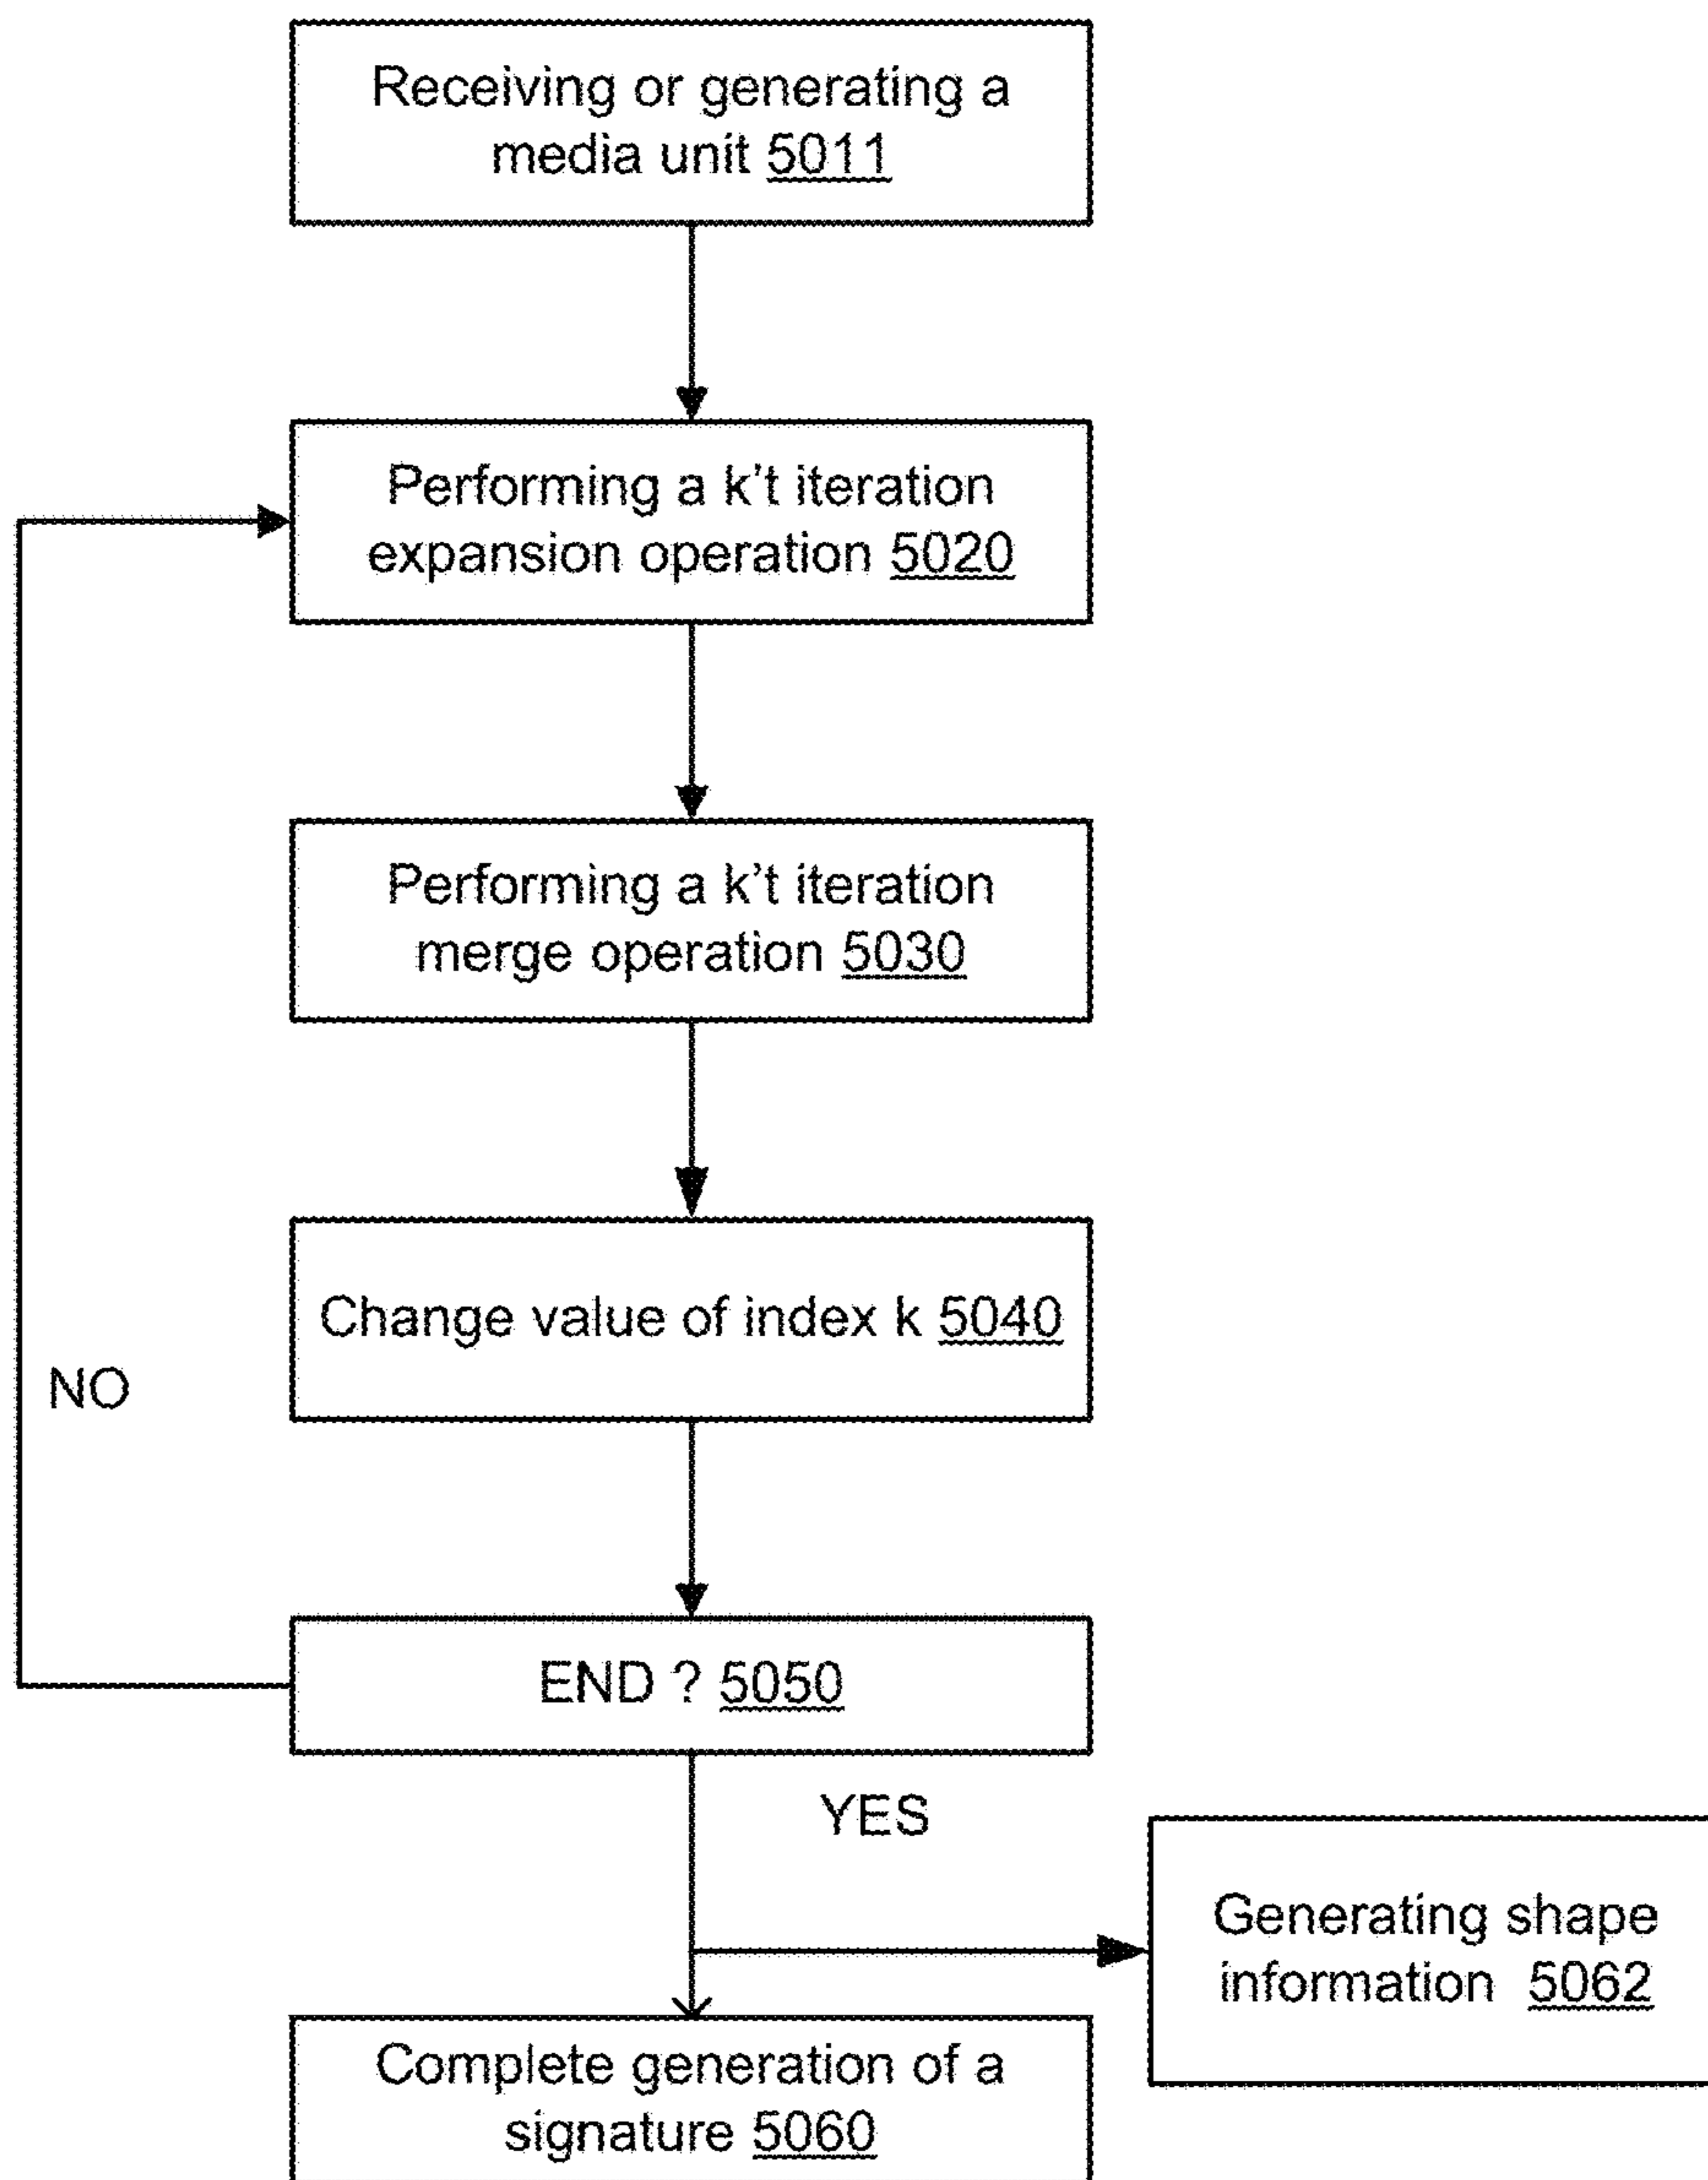 Receiving or generating a
media unit 5011
Performing a k't iteration
expansion operation 5020
Performing a k't iteration
merge operation 5030
Change value of index k 5040
NO
END ? 5050
YES
Generating shape
information 5062
Complete generation of a
signature 5060